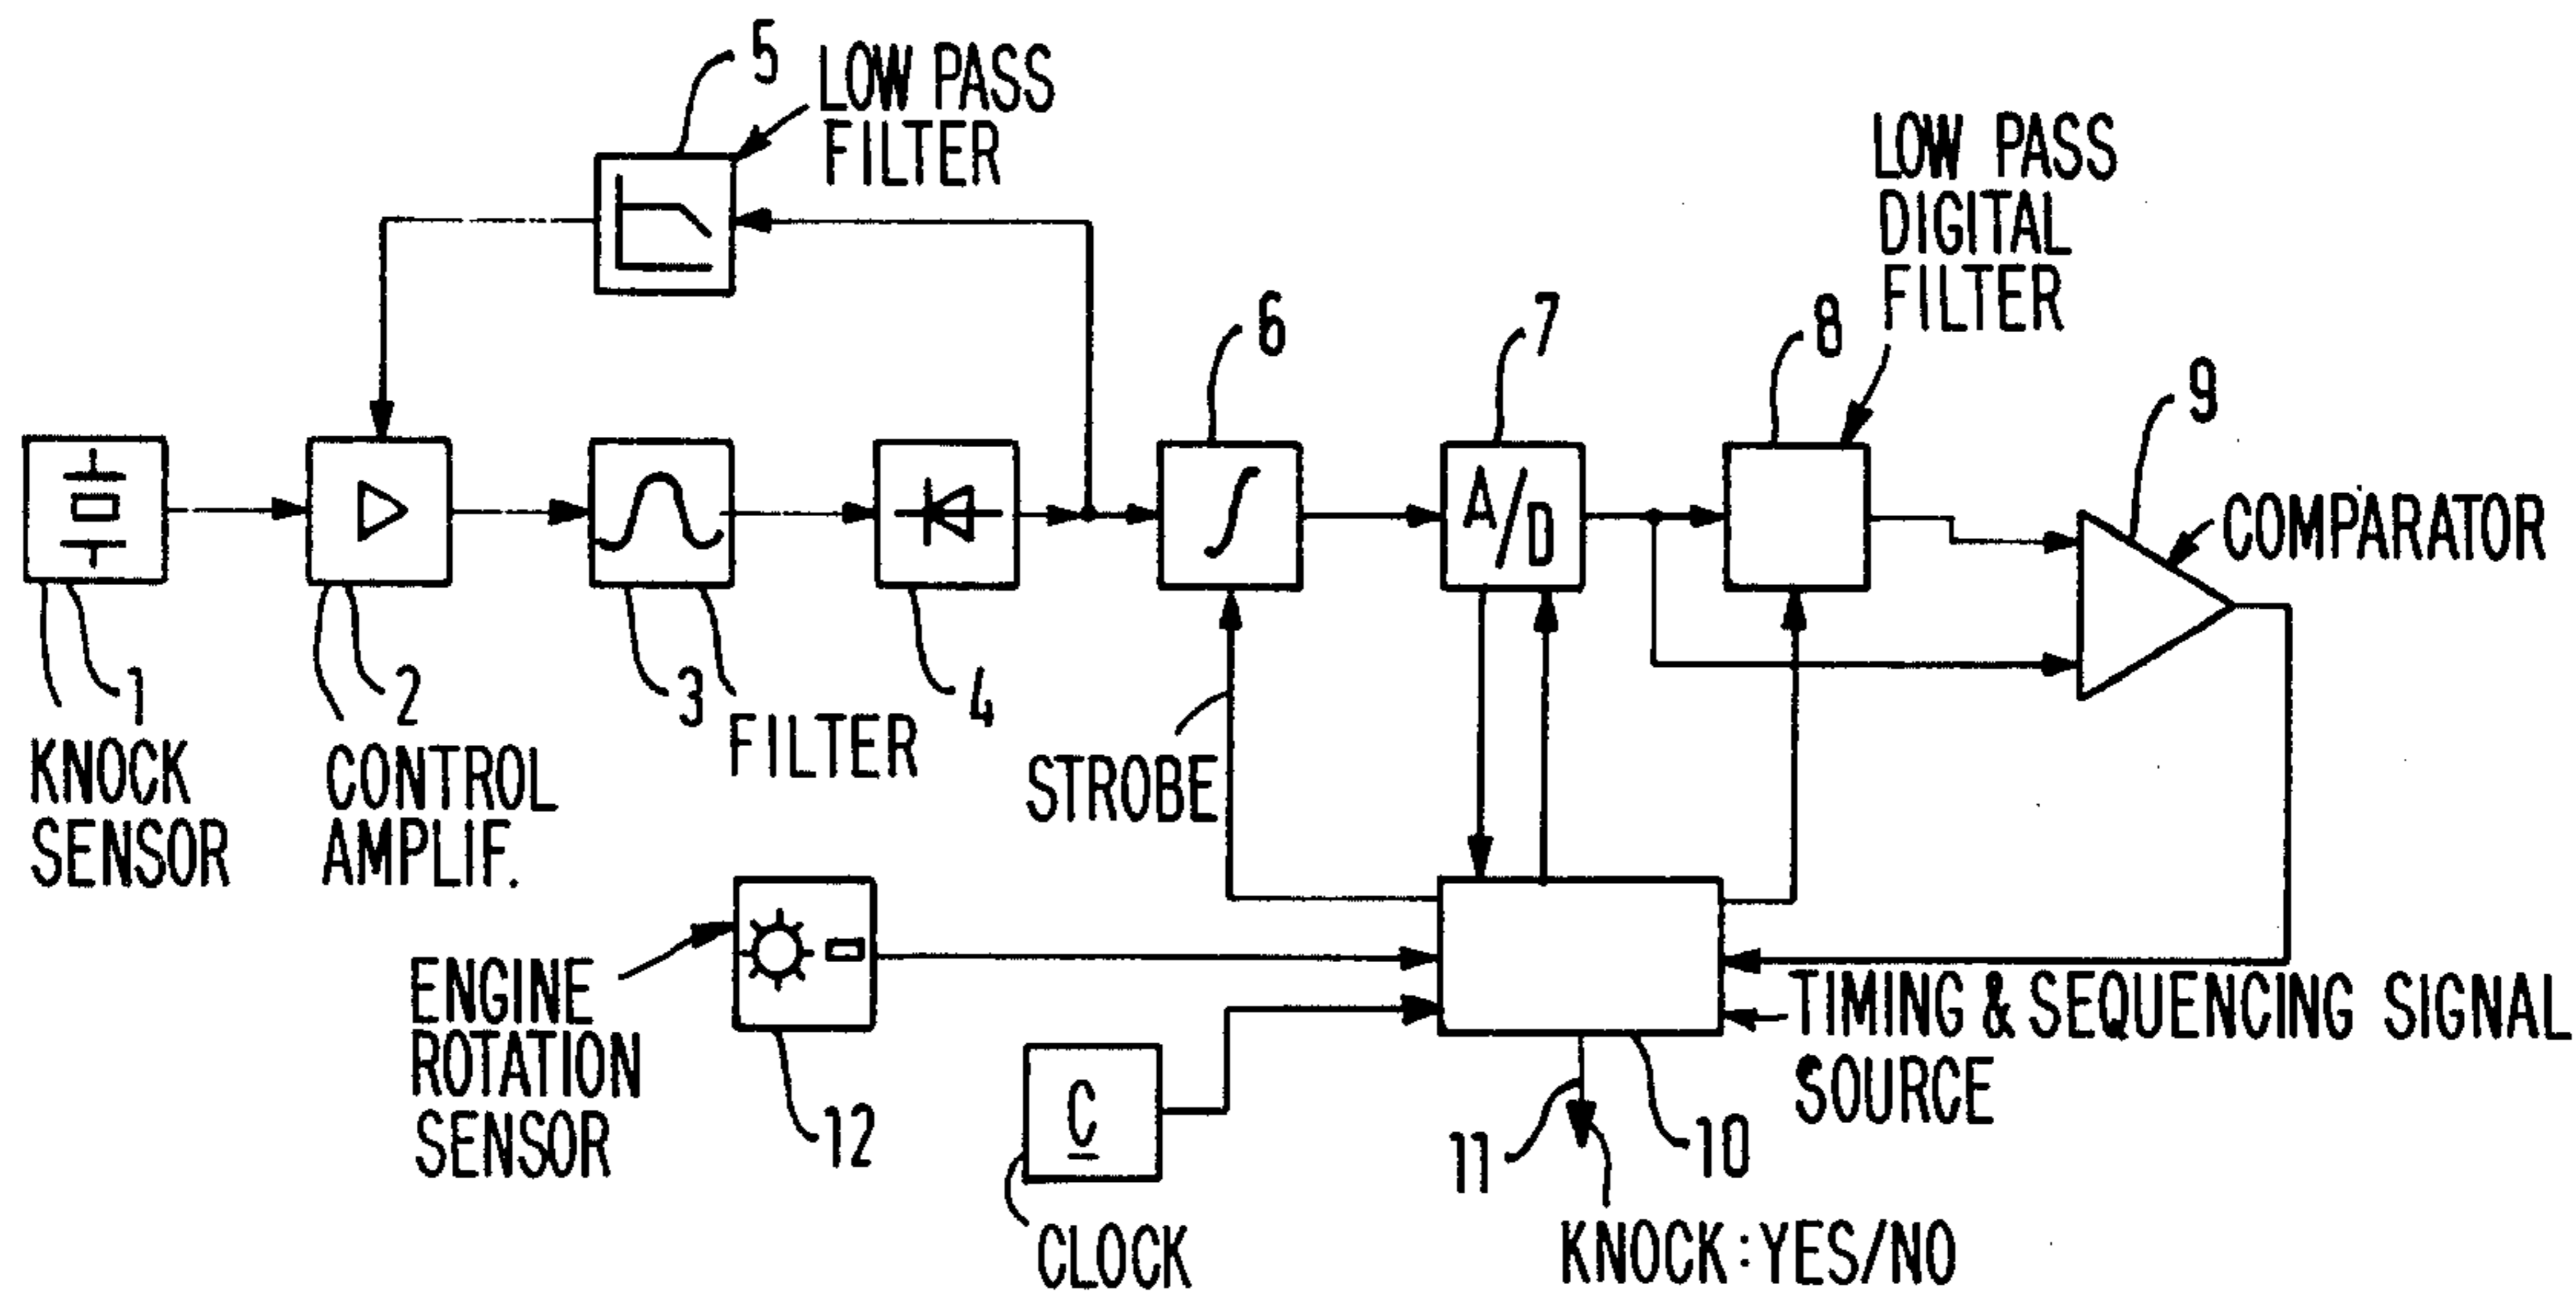 5
LOW PASS
FILTER
LOW PASS
DIGITAL
FILTER
6
7
8
9
A/D
COMPARATOR
1
2
3
4
KNOCK
SENSOR
CONTROL
AMPLIF.
FILTER
STROBE
ENGINE
ROTATION
SENSOR
12
C
CLOCK
TIMING & SEQUENCING SIGNAL
SOURCE
11
10
KNOCK: YES/NO